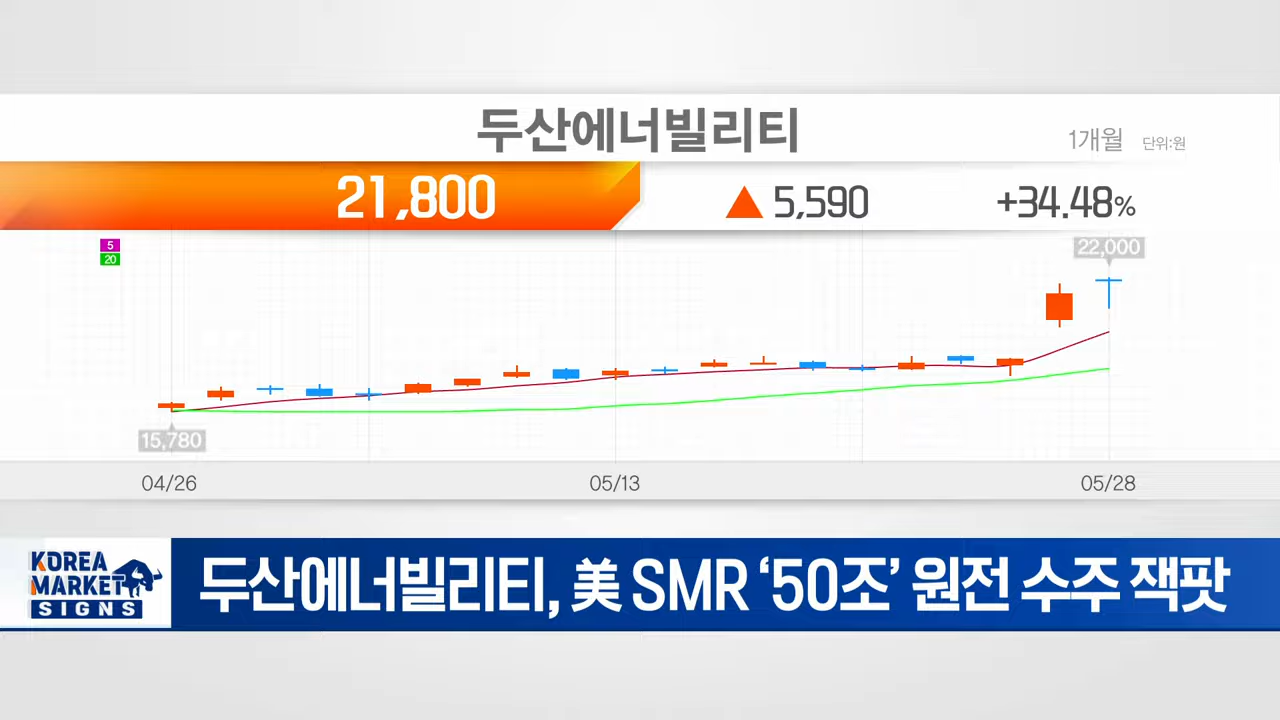 두산에너빌리티
1개월 단위:원
21,800 ▲ 5,590 +34.48%
5
20
22,000
15,780
04/26 05/13 05/28
KOREA
MARKET
SIGNS
두산에너빌리티, 美 SMR ‘50조’ 원전 수주 잭팟